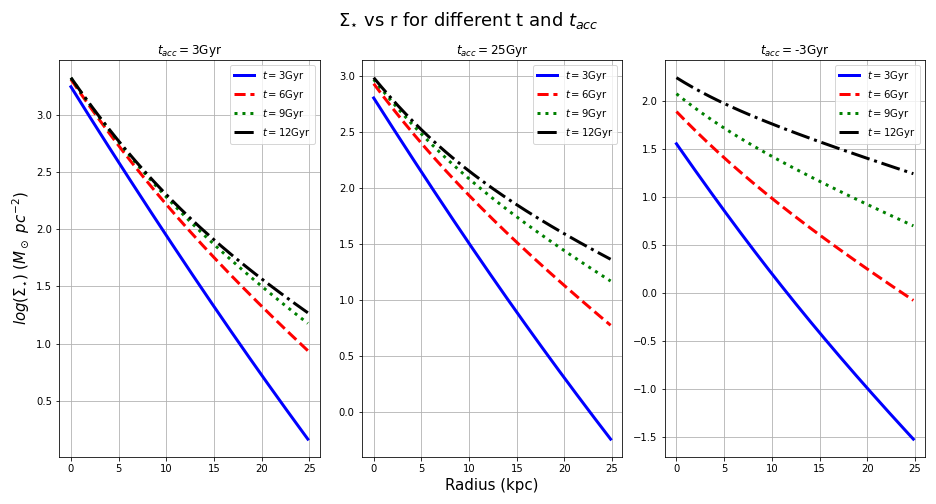 Σ⋆ vs r for different t and t_acc
t_acc = 3Gyr
t_acc = 25Gyr
t_acc = -3Gyr
log(Σ⋆) (M⊙ pc⁻²)
3.0
2.5
2.0
1.5
1.0
0.5
0 5 10 15 20 25
t = 3Gyr
t = 6Gyr
t = 9Gyr
t = 12Gyr
3.0
2.5
2.0
1.5
1.0
0.5
0.0
0 5 10 15 20 25
t = 3Gyr
t = 6Gyr
t = 9Gyr
t = 12Gyr
2.0
1.5
1.0
0.5
0.0
−0.5
−1.0
−1.5
0 5 10 15 20 25
t = 3Gyr
t = 6Gyr
t = 9Gyr
t = 12Gyr
Radius (kpc)